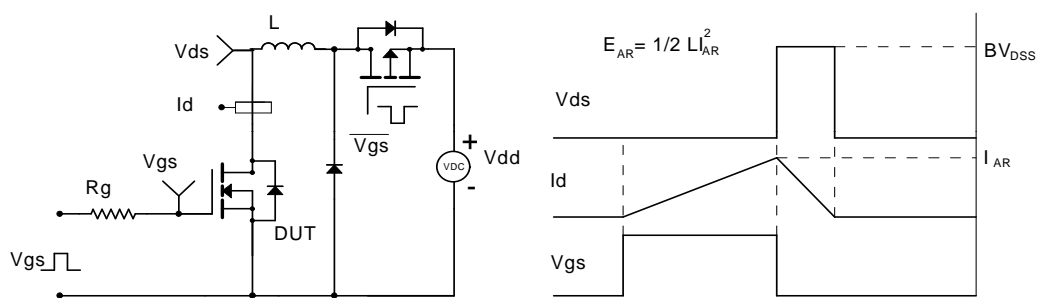 L
Vds
Id
Vgs
Rg
DUT
Vgs
Vgs
+
VDC
-
Vdd
E_AR = 1/2 LI²_AR
BV_DSS
Vds
I_AR
Id
Vgs